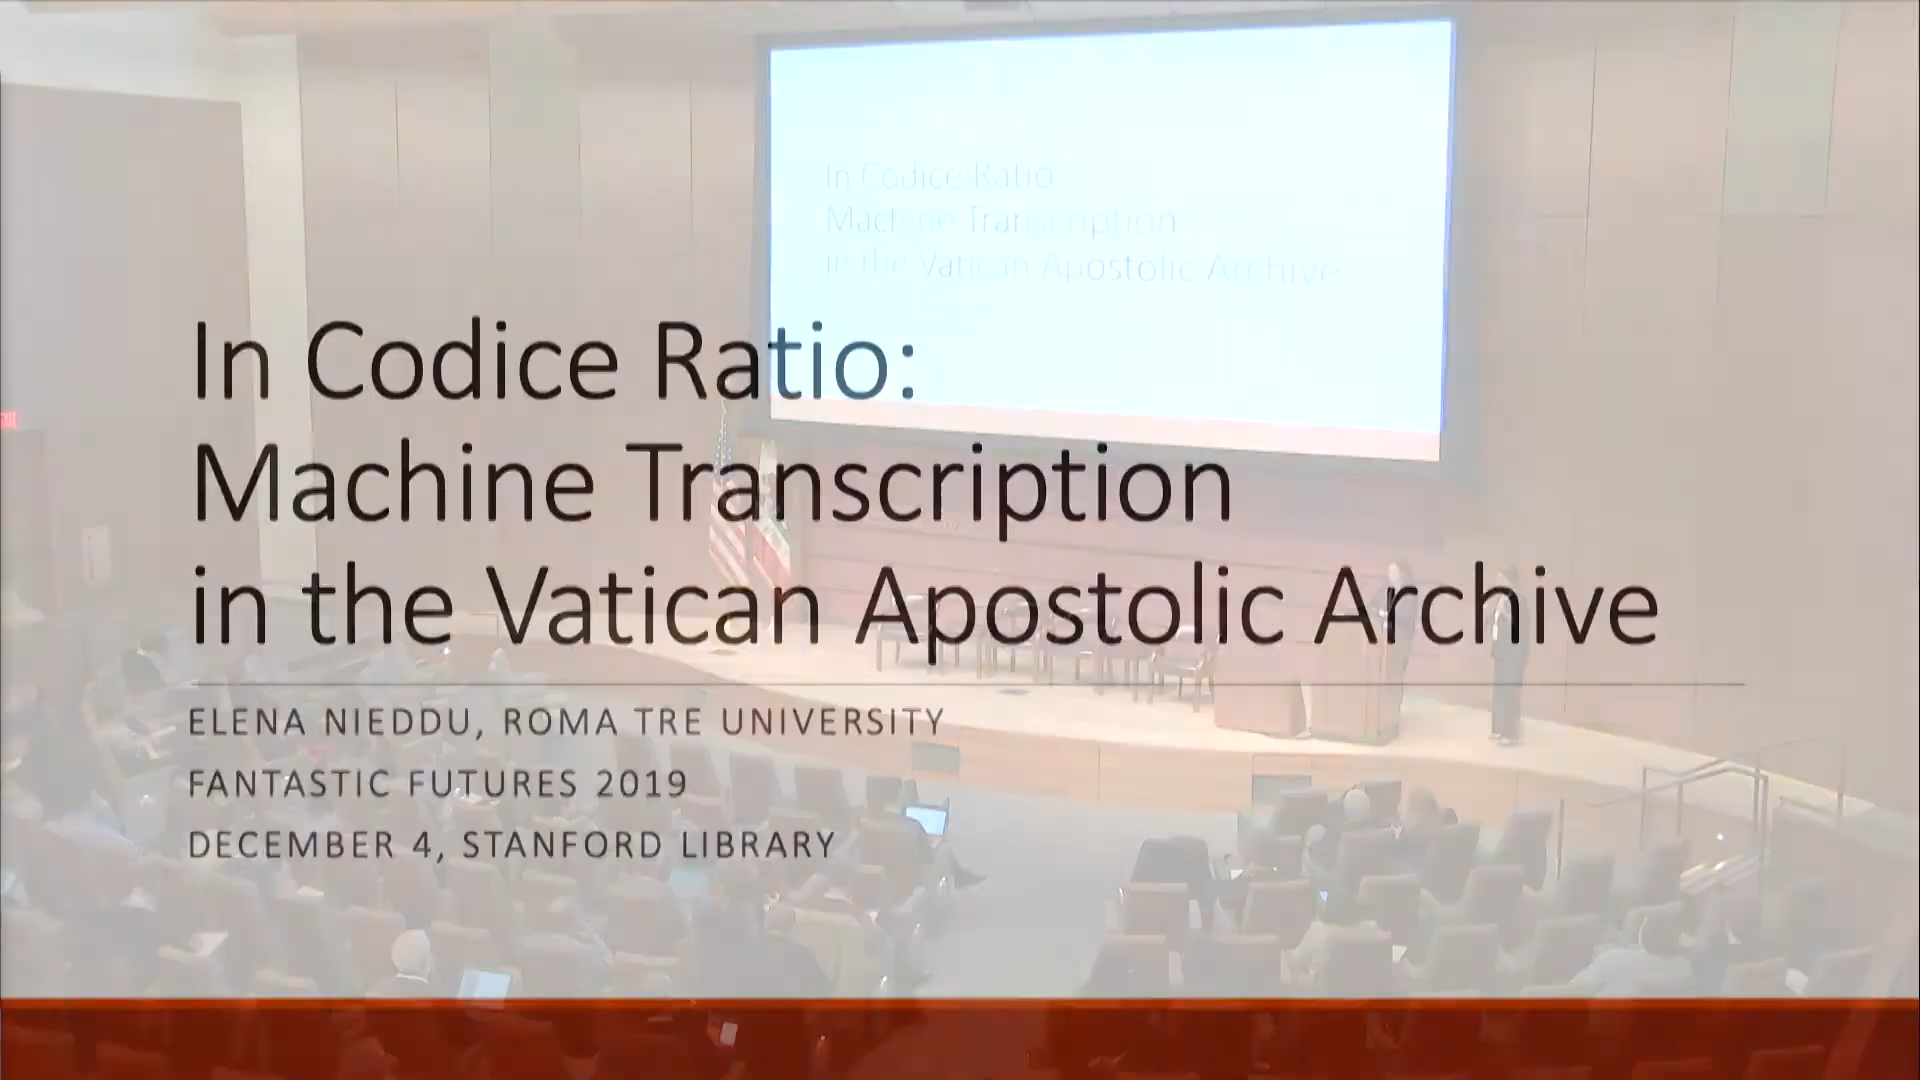 In Codice Ratio
Machine Transcription
in the Vatican Apostolic Archive
In Codice Ratio:
Machine Transcription
in the Vatican Apostolic Archive
ELENA NIEDDU, ROMA TRE UNIVERSITY
FANTASTIC FUTURES 2019
DECEMBER 4, STANFORD LIBRARY